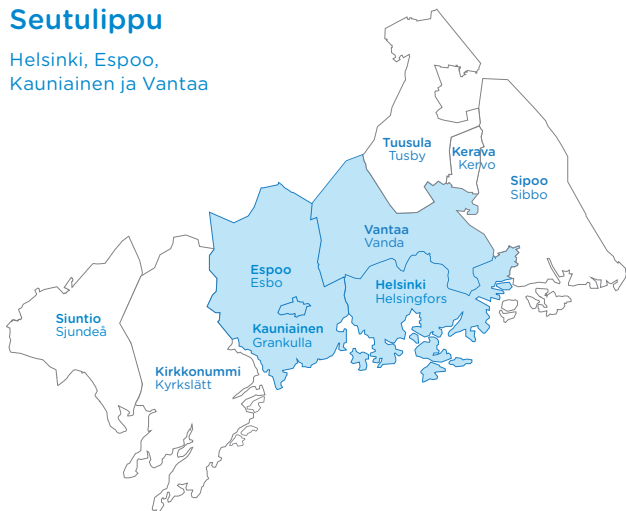 Seutulippu
Helsinki, Espoo,
Kauniainen ja Vantaa
Tuusula
Tusby
Kerava
Kervo
Sipoo
Sibbo
Vantaa
Vanda
Espoo
Esbo
Helsinki
Helsingfors
Siuntio
Sjundeå
Kauniainen
Grankulla
Kirkkonummi
Kyrkslätt